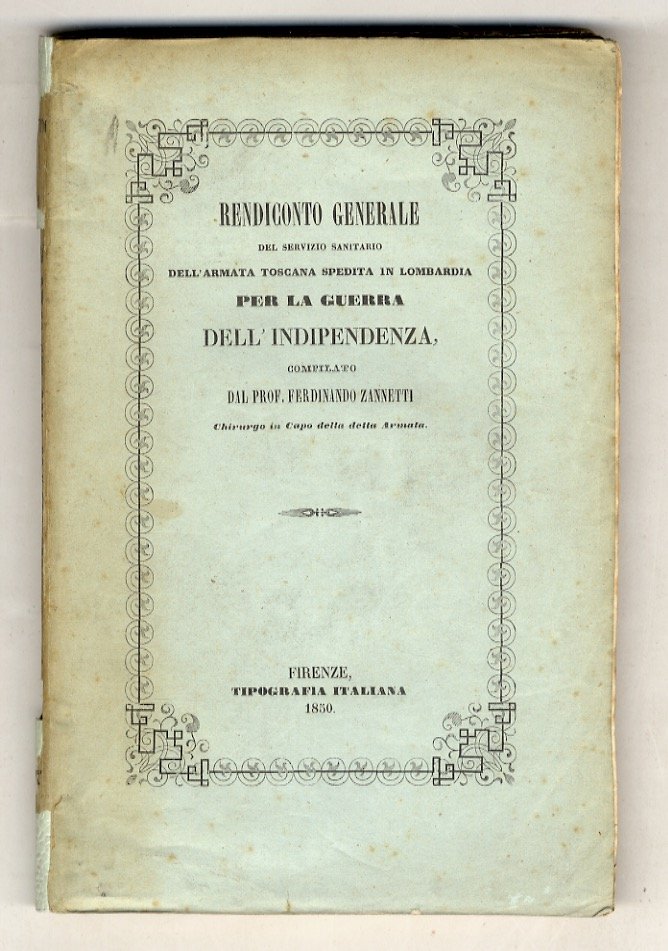 RENDICONTO GENERALE
DEL SERVIZIO SANITARIO
DELL'ARMATA TOSCANA SPEDITA IN LOMBARDIA
PER LA GUERRA
DELL'INDIPENDENZA,
COMPILATO
DAL PROF. FERDINANDO ZANNETTI
Chirurgo in Capo della detta Armata.
FIRENZE,
TIPOGRAFIA ITALIANA
1850.